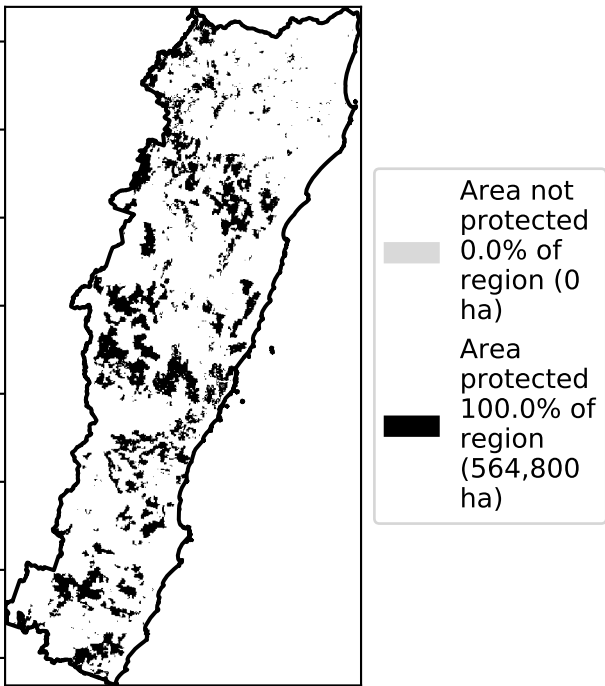 Area not
protected
0.0% of
region (0
ha)
Area
protected
100.0% of
region
(564,800
ha)